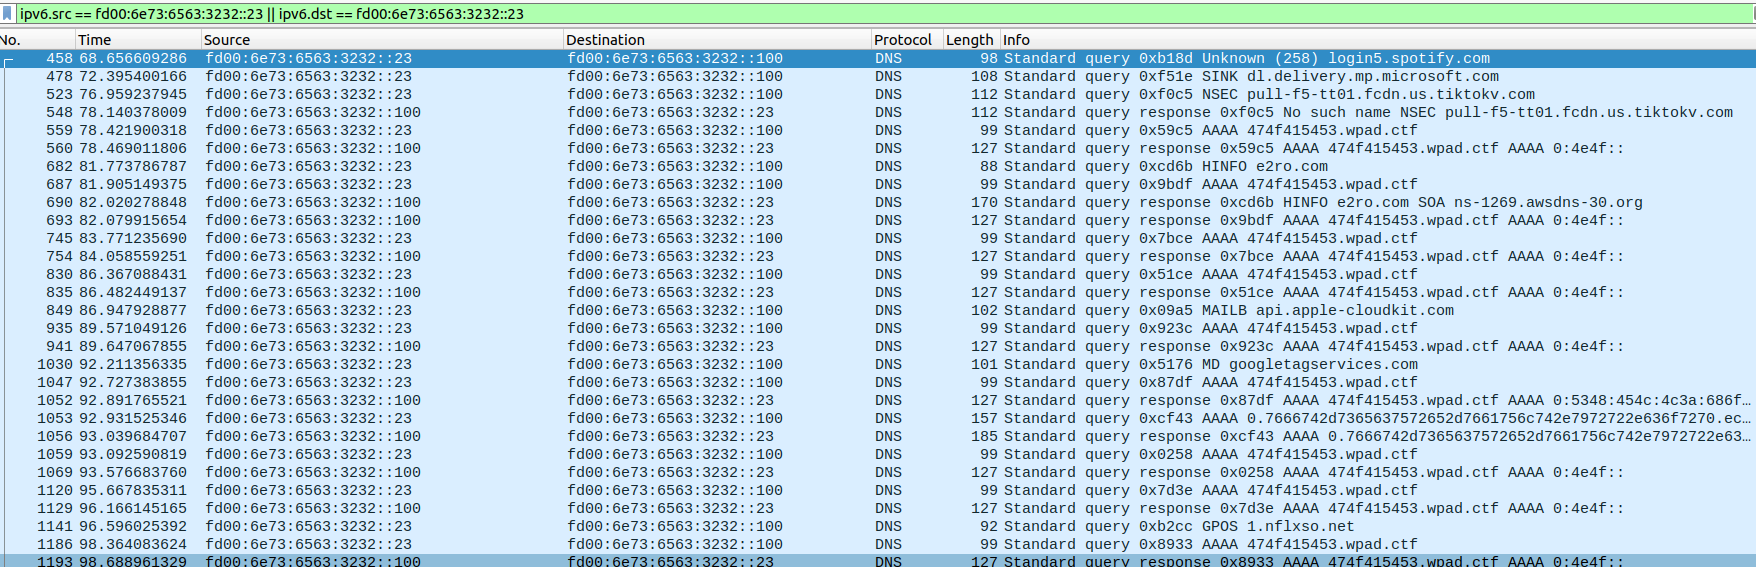 ipv6.src == fd00:6e73:6563:3232::23 || ipv6.dst == fd00:6e73:6563:3232::23
No. Time Source Destination Protocol Length Info
458 68.656609286 fd00:6e73:6563:3232::23 fd00:6e73:6563:3232::100 DNS 98 Standard query 0xb18d Unknown (258) login5.spotify.com
478 72.395400166 fd00:6e73:6563:3232::23 fd00:6e73:6563:3232::100 DNS 108 Standard query 0xf51e SINK dl.delivery.mp.microsoft.com
523 76.959237945 fd00:6e73:6563:3232::23 fd00:6e73:6563:3232::100 DNS 112 Standard query 0xf0c5 NSEC pull-f5-tt01.fcdn.us.tiktokv.com
548 78.140378009 fd00:6e73:6563:3232::100 fd00:6e73:6563:3232::23 DNS 112 Standard query response 0xf0c5 No such name NSEC pull-f5-tt01.fcdn.us.tiktokv.com
559 78.421900318 fd00:6e73:6563:3232::23 fd00:6e73:6563:3232::100 DNS 99 Standard query 0x59c5 AAAA 474f415453.wpad.ctf
560 78.469011806 fd00:6e73:6563:3232::100 fd00:6e73:6563:3232::23 DNS 127 Standard query response 0x59c5 AAAA 474f415453.wpad.ctf AAAA 0:4e4f::
682 81.773786787 fd00:6e73:6563:3232::23 fd00:6e73:6563:3232::100 DNS 88 Standard query 0xcd6b HINFO e2ro.com
687 81.905149375 fd00:6e73:6563:3232::23 fd00:6e73:6563:3232::100 DNS 99 Standard query 0x9bdf AAAA 474f415453.wpad.ctf
690 82.020278848 fd00:6e73:6563:3232::100 fd00:6e73:6563:3232::23 DNS 170 Standard query response 0xcd6b HINFO e2ro.com SOA ns-1269.awsdns-30.org
693 82.079915654 fd00:6e73:6563:3232::100 fd00:6e73:6563:3232::23 DNS 127 Standard query response 0x9bdf AAAA 474f415453.wpad.ctf AAAA 0:4e4f::
745 83.771235690 fd00:6e73:6563:3232::23 fd00:6e73:6563:3232::100 DNS 99 Standard query 0x7bce AAAA 474f415453.wpad.ctf
754 84.058559251 fd00:6e73:6563:3232::100 fd00:6e73:6563:3232::23 DNS 127 Standard query response 0x7bce AAAA 474f415453.wpad.ctf AAAA 0:4e4f::
830 86.367088431 fd00:6e73:6563:3232::23 fd00:6e73:6563:3232::100 DNS 99 Standard query 0x51ce AAAA 474f415453.wpad.ctf
835 86.482449137 fd00:6e73:6563:3232::100 fd00:6e73:6563:3232::23 DNS 127 Standard query response 0x51ce AAAA 474f415453.wpad.ctf AAAA 0:4e4f::
849 86.947928877 fd00:6e73:6563:3232::23 fd00:6e73:6563:3232::100 DNS 102 Standard query 0x09a5 MAILB api.apple-cloudkit.com
935 89.571049126 fd00:6e73:6563:3232::23 fd00:6e73:6563:3232::100 DNS 99 Standard query 0x923c AAAA 474f415453.wpad.ctf
941 89.647067855 fd00:6e73:6563:3232::100 fd00:6e73:6563:3232::23 DNS 127 Standard query response 0x923c AAAA 474f415453.wpad.ctf AAAA 0:4e4f::
1030 92.211356335 fd00:6e73:6563:3232::23 fd00:6e73:6563:3232::100 DNS 101 Standard query 0x5176 MD googletagservices.com
1047 92.727383855 fd00:6e73:6563:3232::23 fd00:6e73:6563:3232::100 DNS 99 Standard query 0x87df AAAA 474f415453.wpad.ctf
1052 92.891765521 fd00:6e73:6563:3232::100 fd00:6e73:6563:3232::23 DNS 127 Standard query response 0x87df AAAA 474f415453.wpad.ctf AAAA 0:5348:454c:4c3a:686f…
1053 92.931525346 fd00:6e73:6563:3232::23 fd00:6e73:6563:3232::100 DNS 157 Standard query 0xcf43 AAAA 0.7666742d7365637572652d7661756c742e7972722e636f7270.ec…
1056 93.039684707 fd00:6e73:6563:3232::100 fd00:6e73:6563:3232::23 DNS 185 Standard query response 0xcf43 AAAA 0.7666742d7365637572652d7661756c742e7972722e63…
1059 93.092590819 fd00:6e73:6563:3232::23 fd00:6e73:6563:3232::100 DNS 99 Standard query 0x0258 AAAA 474f415453.wpad.ctf
1069 93.576683760 fd00:6e73:6563:3232::100 fd00:6e73:6563:3232::23 DNS 127 Standard query response 0x0258 AAAA 474f415453.wpad.ctf AAAA 0:4e4f::
1120 95.667835311 fd00:6e73:6563:3232::23 fd00:6e73:6563:3232::100 DNS 99 Standard query 0x7d3e AAAA 474f415453.wpad.ctf
1129 96.166145165 fd00:6e73:6563:3232::100 fd00:6e73:6563:3232::23 DNS 127 Standard query response 0x7d3e AAAA 474f415453.wpad.ctf AAAA 0:4e4f::
1141 96.596025392 fd00:6e73:6563:3232::23 fd00:6e73:6563:3232::100 DNS 92 Standard query 0xb2cc GPOS 1.nflxso.net
1186 98.364083624 fd00:6e73:6563:3232::23 fd00:6e73:6563:3232::100 DNS 99 Standard query 0x8933 AAAA 474f415453.wpad.ctf
1193 98.688961329 fd00:6e73:6563:3232::100 fd00:6e73:6563:3232::23 DNS 127 Standard query response 0x8933 AAAA 474f415453.wpad.ctf AAAA 0:4e4f::